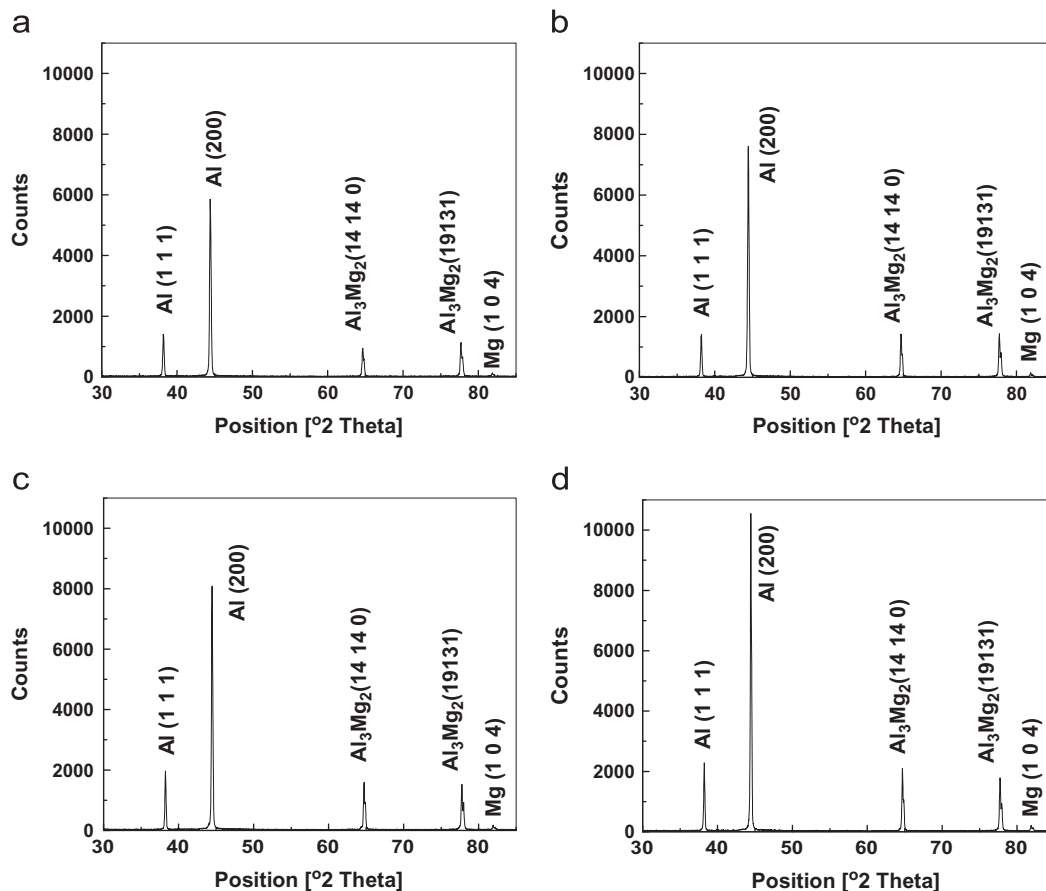 a
10000
8000
6000
4000
2000
0
Counts
Al (1 1 1)
Al (200)
Al₃Mg₂(14 14 0)
Al₃Mg₂(19131)
Mg (1 0 4)
30 40 50 60 70 80
Position [º2 Theta]
b
10000
8000
6000
4000
2000
0
Counts
Al (1 1 1)
Al (200)
Al₃Mg₂(14 14 0)
Al₃Mg₂(19131)
Mg (1 0 4)
30 40 50 60 70 80
Position [º2 Theta]
c
10000
8000
6000
4000
2000
0
Counts
Al (1 1 1)
Al (200)
Al₃Mg₂(14 14 0)
Al₃Mg₂(19131)
Mg (1 0 4)
30 40 50 60 70 80
Position [º2 Theta]
d
10000
8000
6000
4000
2000
0
Counts
Al (1 1 1)
Al (200)
Al₃Mg₂(14 14 0)
Al₃Mg₂(19131)
Mg (1 0 4)
30 40 50 60 70 80
Position [º2 Theta]